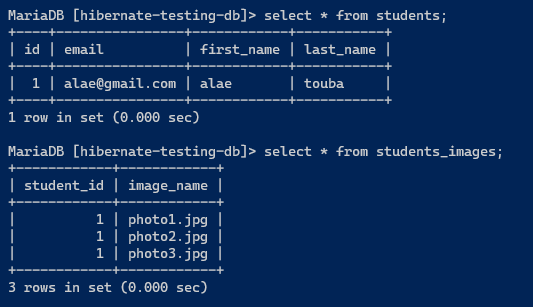 MariaDB [hibernate-testing-db]> select * from students;
+----+----------------+------------+-----------+
| id | email          | first_name | last_name |
+----+----------------+------------+-----------+
|  1 | alae@gmail.com | alae       | touba     |
+----+----------------+------------+-----------+
1 row in set (0.000 sec)
MariaDB [hibernate-testing-db]> select * from students_images;
+------------+------------+
| student_id | image_name |
+------------+------------+
|          1 | photo1.jpg |
|          1 | photo2.jpg |
|          1 | photo3.jpg |
+------------+------------+
3 rows in set (0.000 sec)